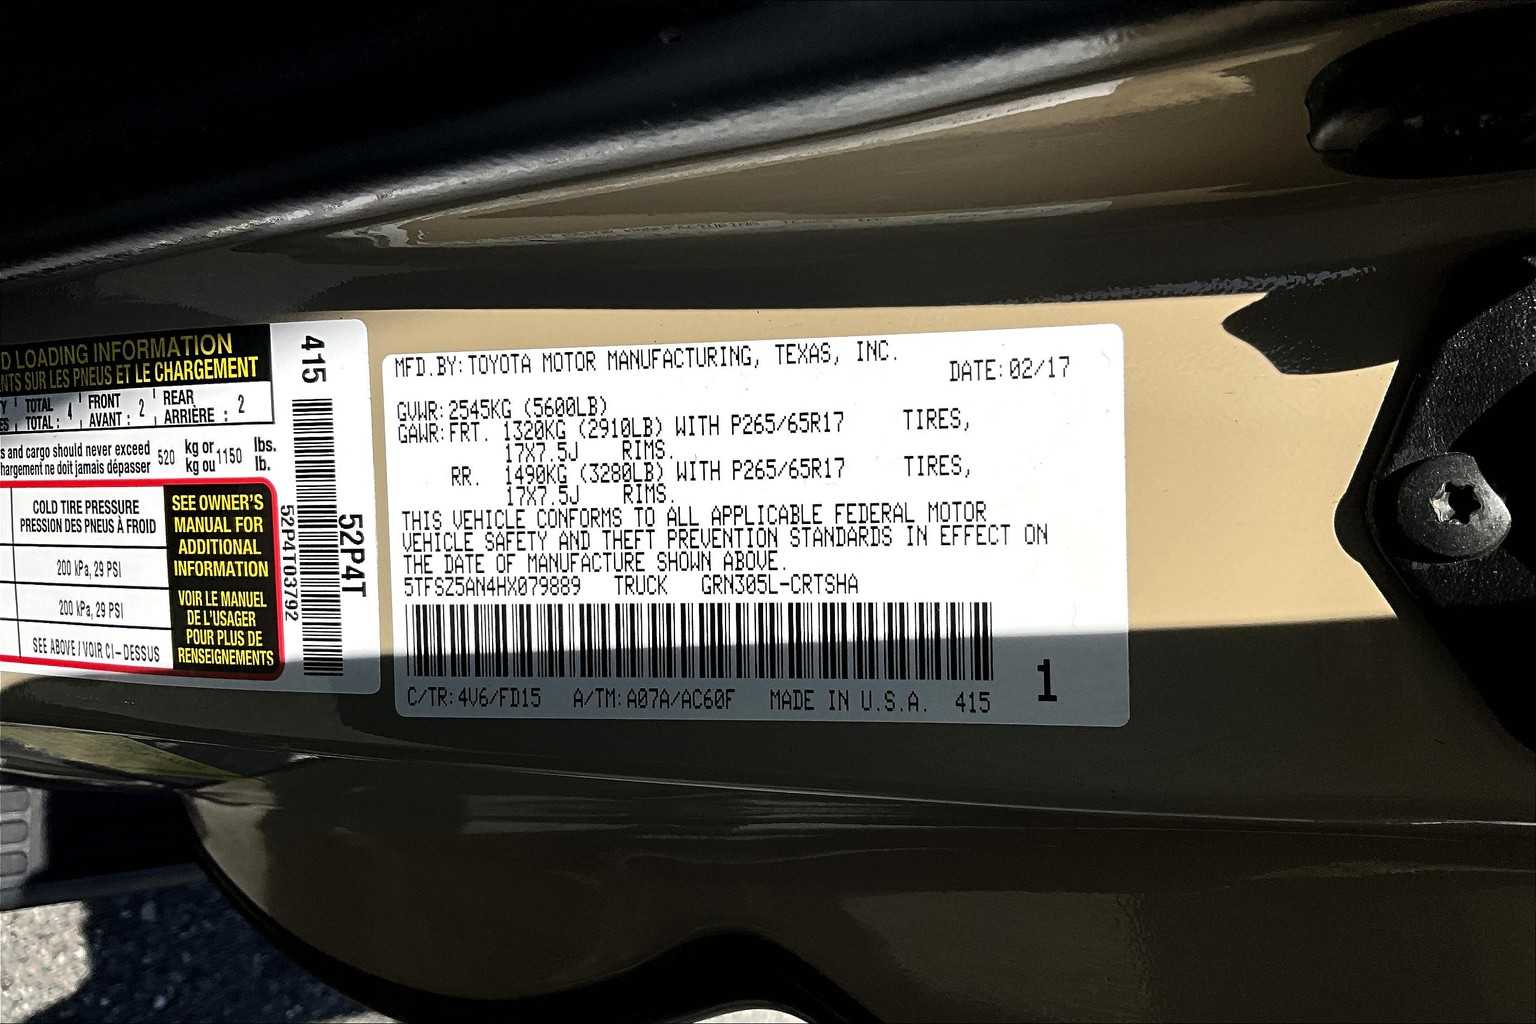 D LOADING INFORMATION
NTS SUR LES PNEUS ET LE CHARGEMENT
TOTAL FRONT REAR
TOTAL : 4 AVANT : 2 ARRIÈRE : 2
s and cargo should never exceed 520 kg or 1150 lbs.
hargement ne doit jamais dépasser kg ou lb.
COLD TIRE PRESSURE
PRESSION DES PNEUS À FROID
200 kPa, 29 PSI
200 kPa, 29 PSI
SEE ABOVE / VOIR CI-DESSUS
SEE OWNER'S
MANUAL FOR
ADDITIONAL
INFORMATION
VOIR LE MANUEL
DE L'USAGER
POUR PLUS DE
RENSEIGNEMENTS
415
52P4T03792
52P4T
MFD.BY:TOYOTA MOTOR MANUFACTURING, TEXAS, INC.
DATE:02/17
GVWR:2545KG (5600LB)
GAWR:FRT. 1320KG (2910LB) WITH P265/65R17 TIRES,
17X7.5J RIMS.
RR. 1490KG (3280LB) WITH P265/65R17 TIRES,
17X7.5J RIMS.
THIS VEHICLE CONFORMS TO ALL APPLICABLE FEDERAL MOTOR
VEHICLE SAFETY AND THEFT PREVENTION STANDARDS IN EFFECT ON
THE DATE OF MANUFACTURE SHOWN ABOVE.
5TFSZ5AN4HX079889 TRUCK GRN305L-CRTSHA
C/TR:4V6/FD15 A/TM:A07A/AC60F MADE IN U.S.A. 415
1